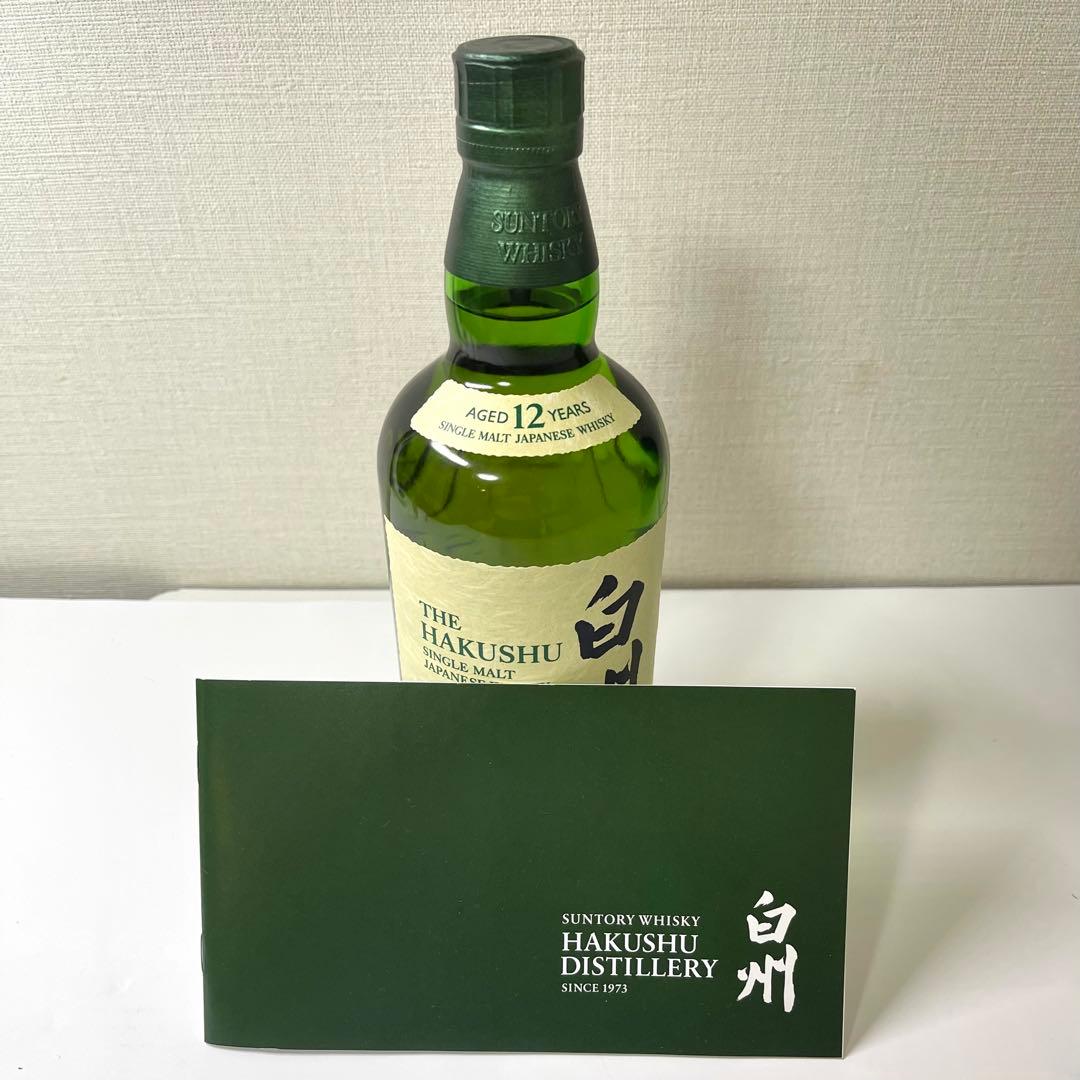 SUNTORY
WHISKY
AGED 12 YEARS
SINGLE MALT JAPANESE WHISKY
THE
HAKUSHU
SINGLE MALT
JAPANESE
白州
SUNTORY WHISKY
HAKUSHU
DISTILLERY
SINCE 1973
白州